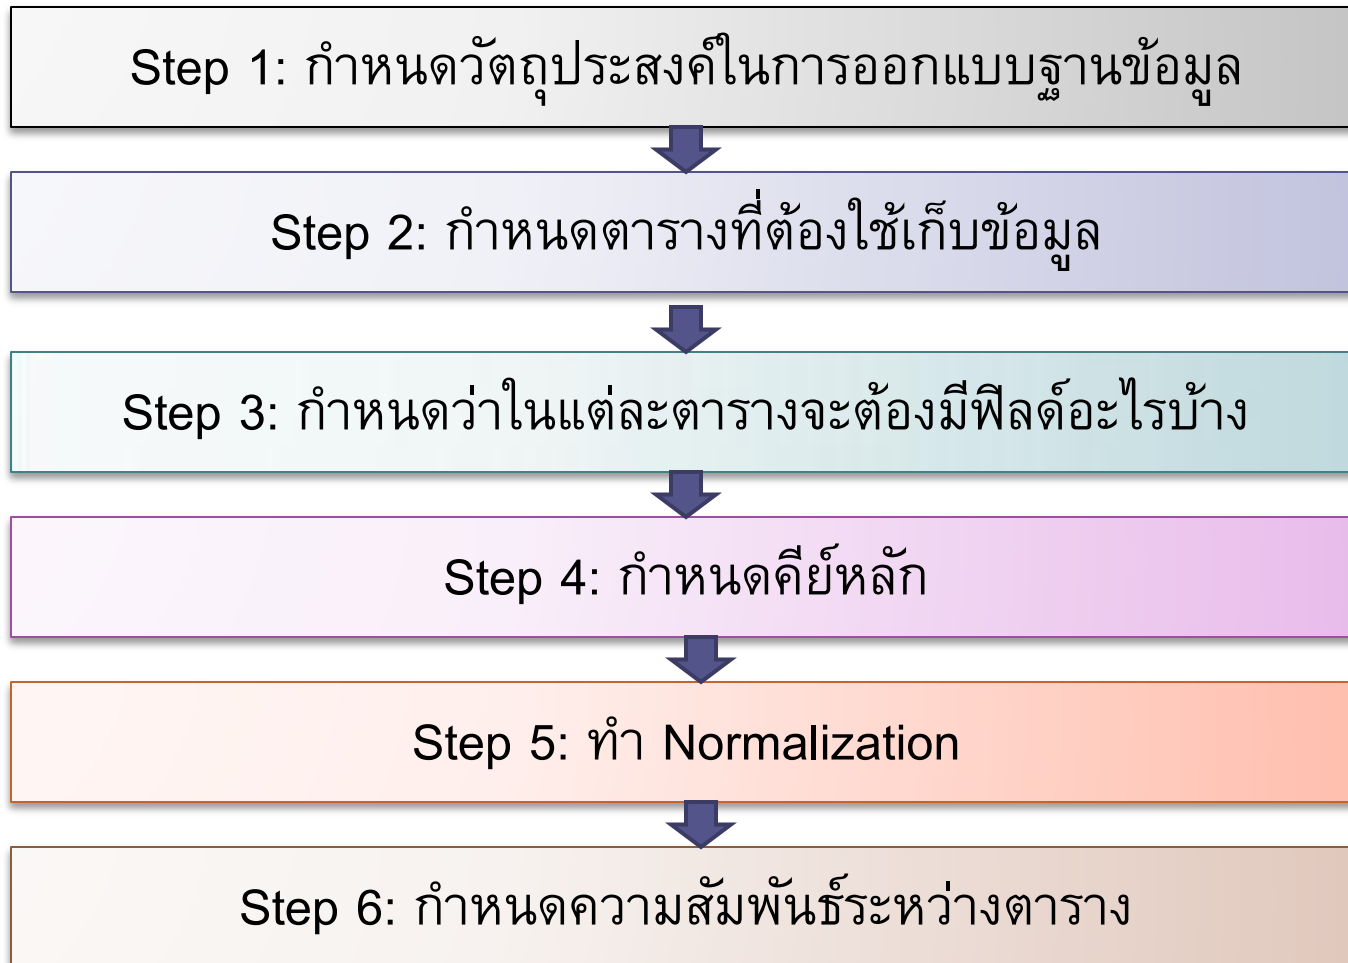 Step 1: กำหนดวัตถุประสงค์ในการออกแบบฐานข้อมูล
Step 2: กำหนดตารางที่ต้องใช้เก็บข้อมูล
Step 3: กำหนดว่าในแต่ละตารางจะต้องมีฟีลด์อะไรบ้าง
Step 4: กำหนดคีย์หลัก
Step 5: ทำ Normalization
Step 6: กำหนดความสัมพันธ์ระหว่างตาราง